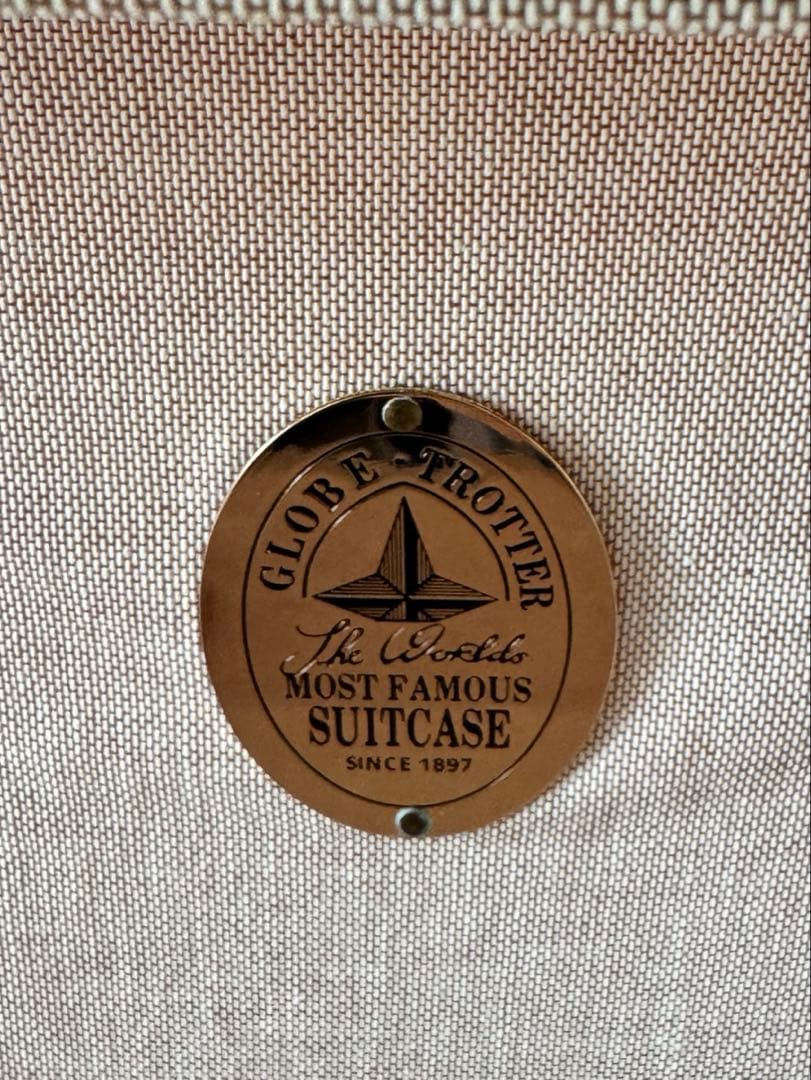 GLOBE-TROTTER
The Worlds
MOST FAMOUS
SUITCASE
SINCE 1897